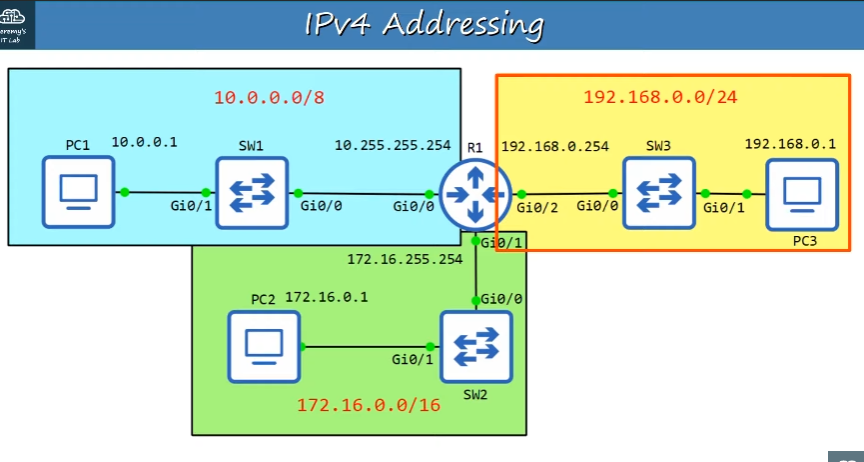 Jeremy's
IT Lab
IPv4 Addressing
10.0.0.0/8
192.168.0.0/24
PC1
10.0.0.1
SW1
10.255.255.254
R1
192.168.0.254
SW3
192.168.0.1
Gi0/1
Gi0/0
Gi0/0
Gi0/2
Gi0/0
Gi0/1
PC3
Gi0/1
172.16.255.254
PC2
172.16.0.1
Gi0/0
Gi0/1
SW2
172.16.0.0/16